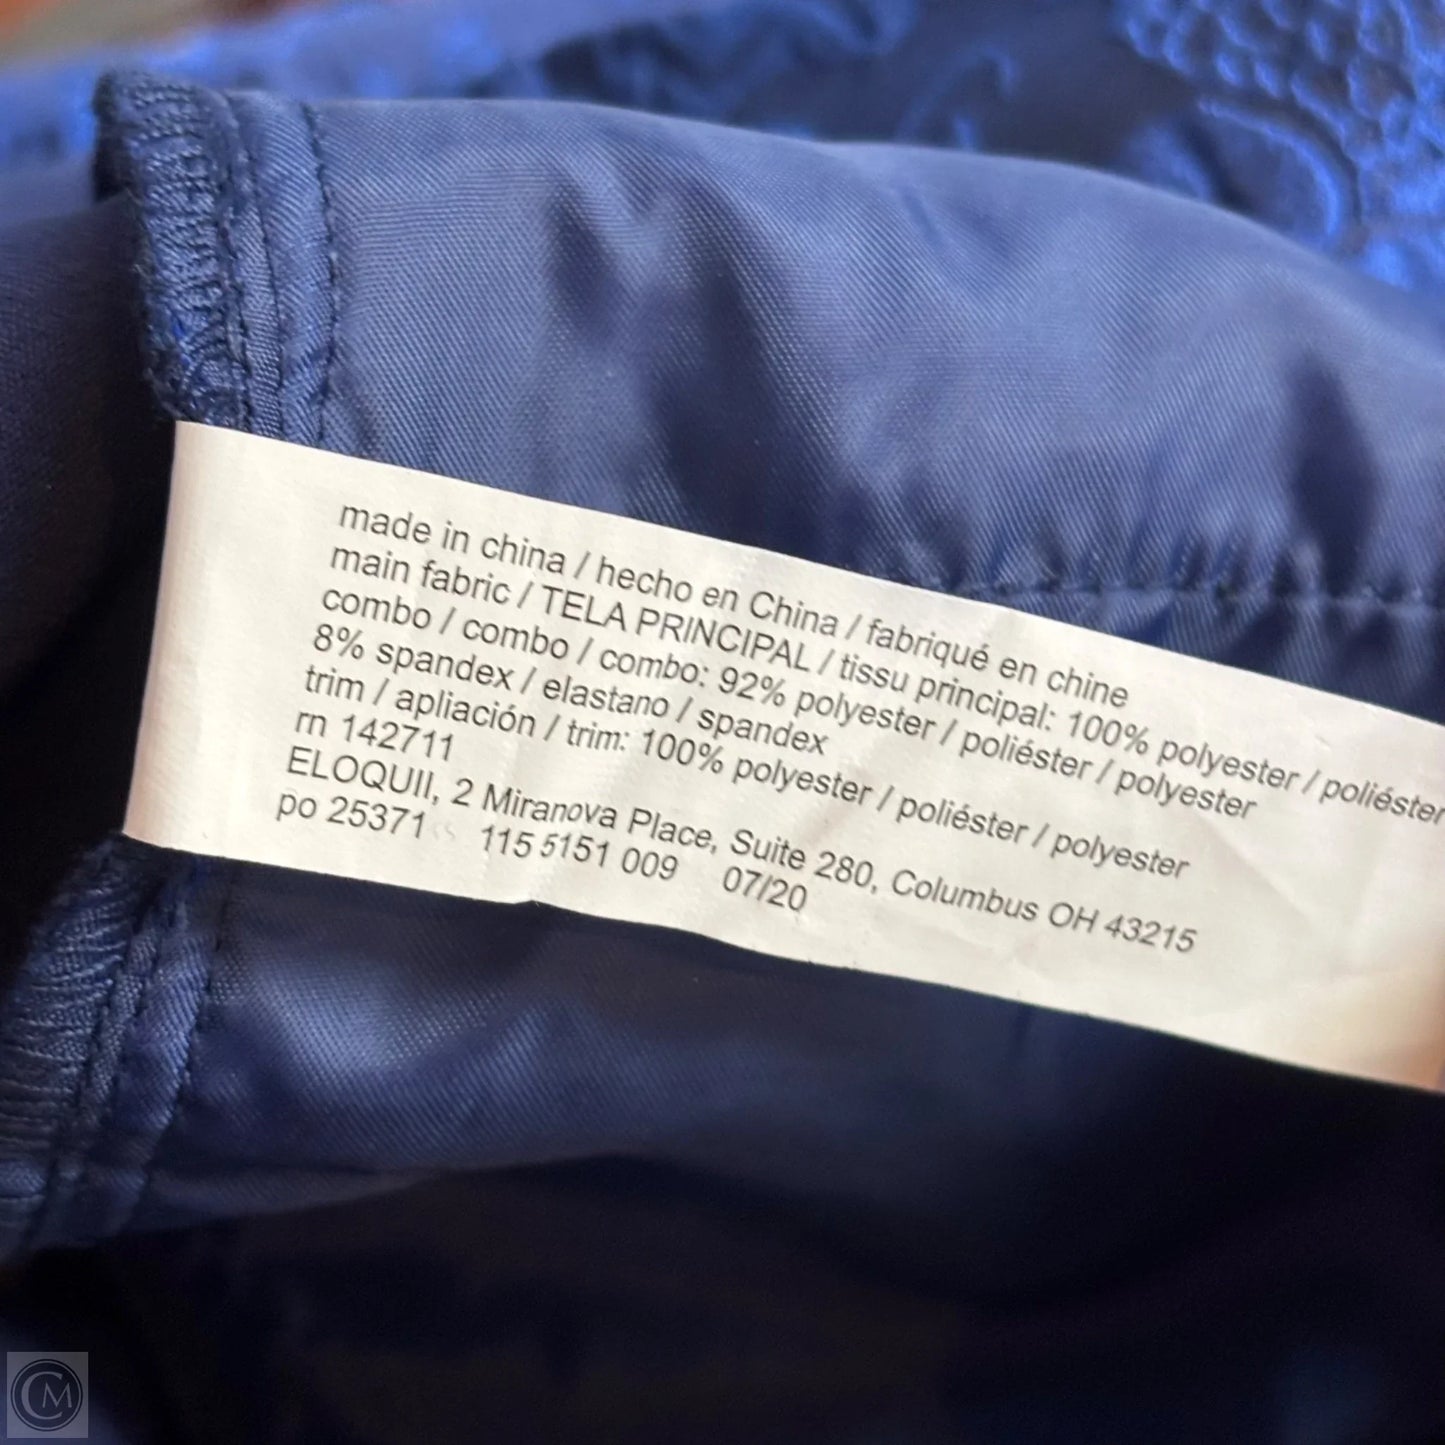 made in china / hecho en China / fabriqué en chine
main fabric / TELA PRINCIPAL / tissu principal: 100% polyester / poliéster
combo / combo / combo: 92% polyester / poliéster / polyester
8% spandex / elastano / spandex
trim / apliación / trim: 100% polyester / poliéster / polyester
rn 142711
ELOQUII, 2 Miranova Place, Suite 280, Columbus OH 43215
po 25371 115 5151 009 07/20
CM